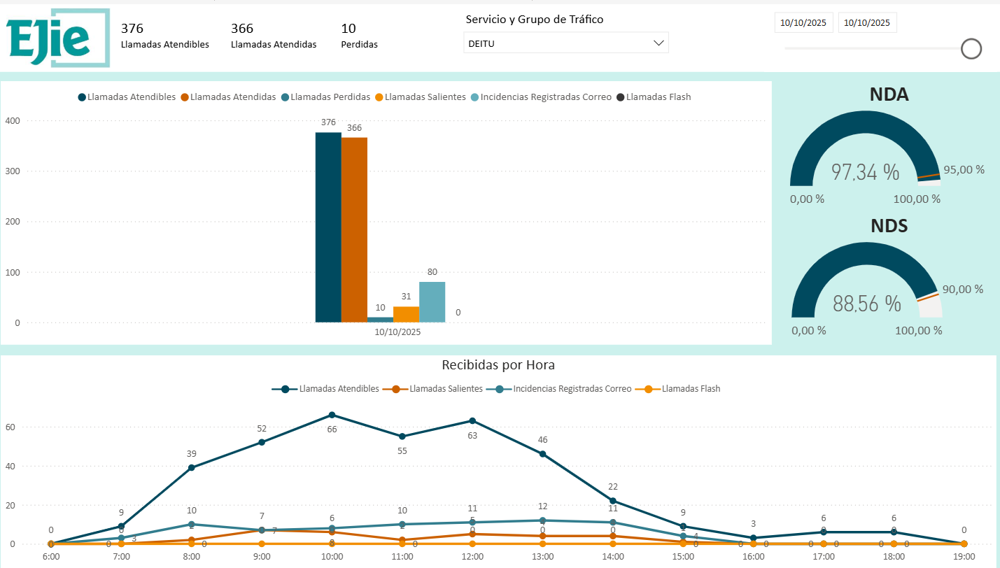 EJie
376
Llamadas Atendibles
366
Llamadas Atendidas
10
Perdidas
Servicio y Grupo de Tráfico
DEITU
10/10/2025
10/10/2025
Llamadas Atendibles Llamadas Atendidas Llamadas Perdidas Llamadas Salientes Incidencias Registradas Correo Llamadas Flash
400
300
200
100
0
376
366
10
31
80
0
10/10/2025
NDA
97,34 %
95,00 %
0,00 %
100,00 %
NDS
88,56 %
90,00 %
0,00 %
100,00 %
Recibidas por Hora
Llamadas Atendibles Llamadas Salientes Incidencias Registradas Correo Llamadas Flash
60
40
20
0
0 9 39 52 66 55 63 46 22 9 3 6 6 0
0 10 7 6 10 11 12 11
3 2 7 2 5 4 0 0 0 4
0 0 0 0 0 0 0 0 0 0
6:00 7:00 8:00 9:00 10:00 11:00 12:00 13:00 14:00 15:00 16:00 17:00 18:00 19:00